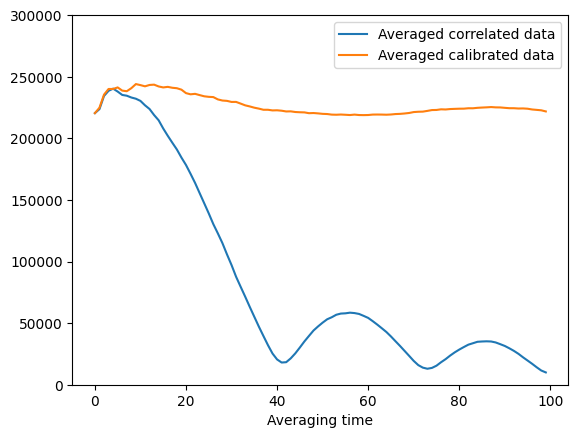 300000
250000
200000
150000
100000
50000
0
Averaged correlated data
Averaged calibrated data
0 20 40 60 80 100
Averaging time